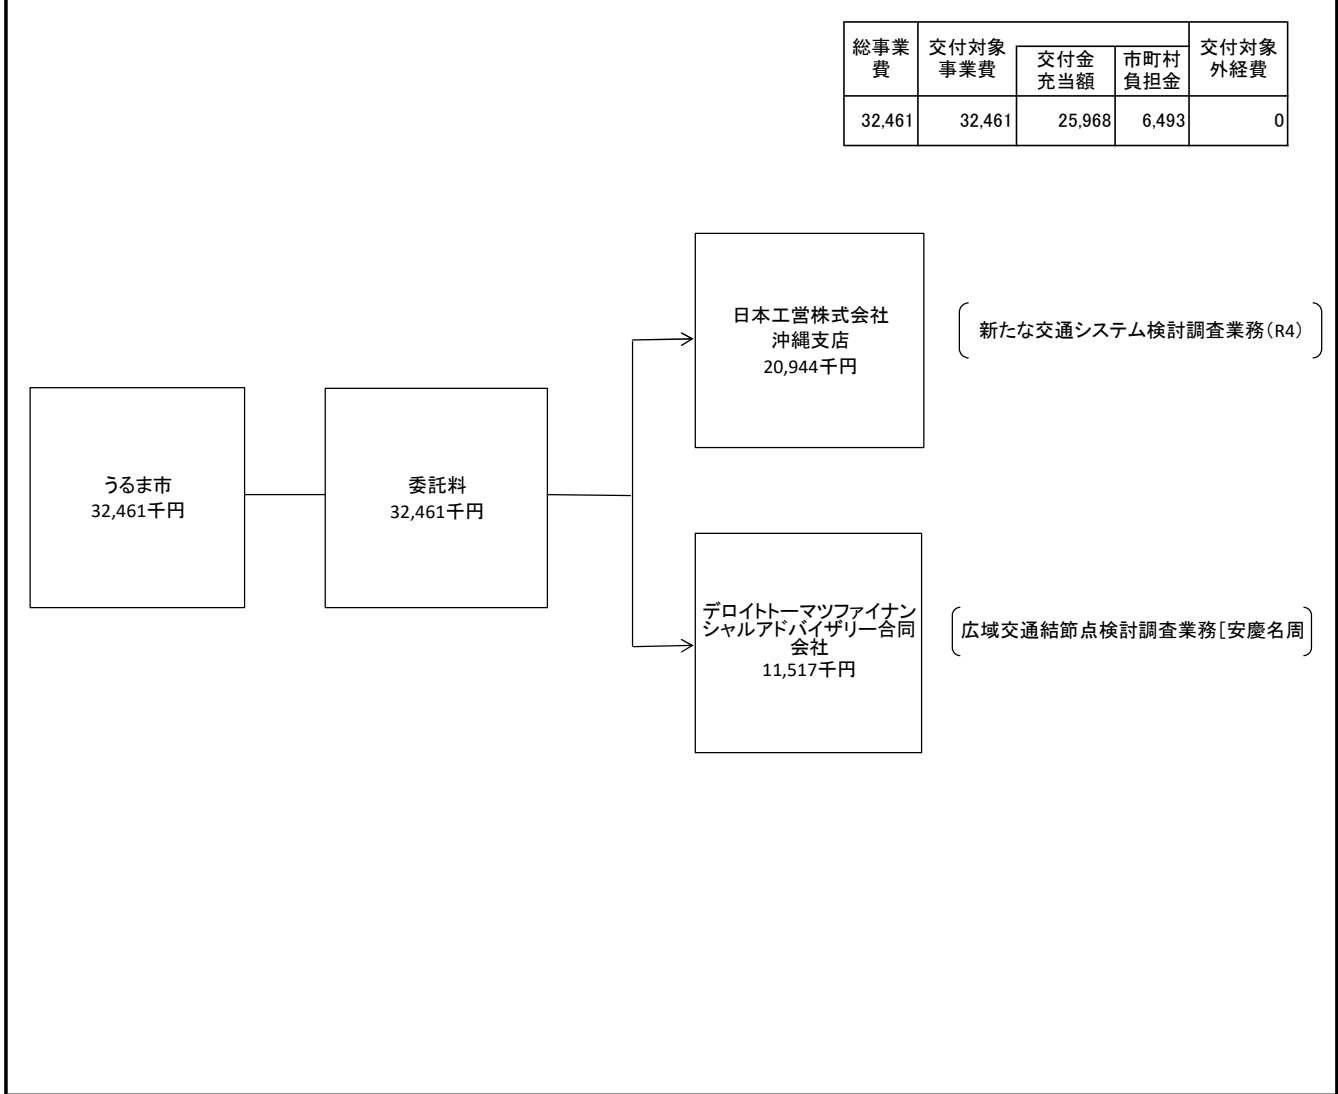 総事業費
交付対象事業費
交付金充当額
市町村負担金
交付対象外経費
32,461
32,461
25,968
6,493
0
日本工営株式会社
沖縄支店
20,944千円
新たな交通システム検討調査業務(R4)
うるま市
32,461千円
委託料
32,461千円
デロイトトーマツファイナン
シャルアドバイザリー合同
会社
11,517千円
広域交通結節点検討調査業務[安慶名周